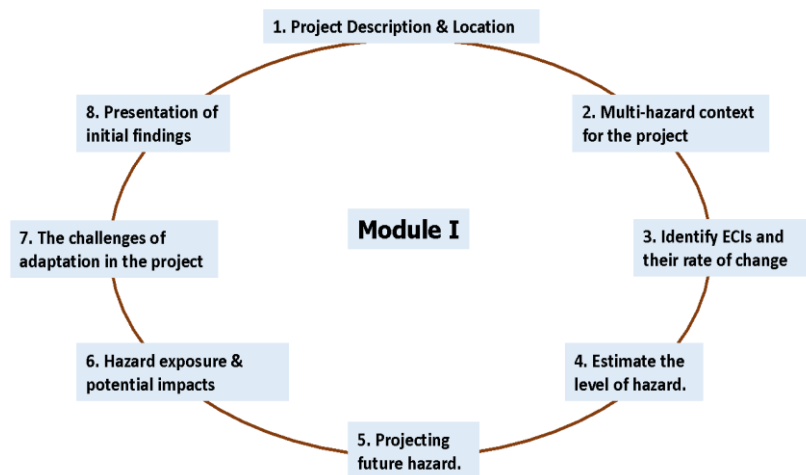 1. Project Description & Location
2. Multi-hazard context
for the project
3. Identify ECIs and
their rate of change
4. Estimate the
level of hazard.
5. Projecting
future hazard.
6. Hazard exposure &
potential impacts
7. The challenges of
adaptation in the project
8. Presentation of
initial findings
Module I